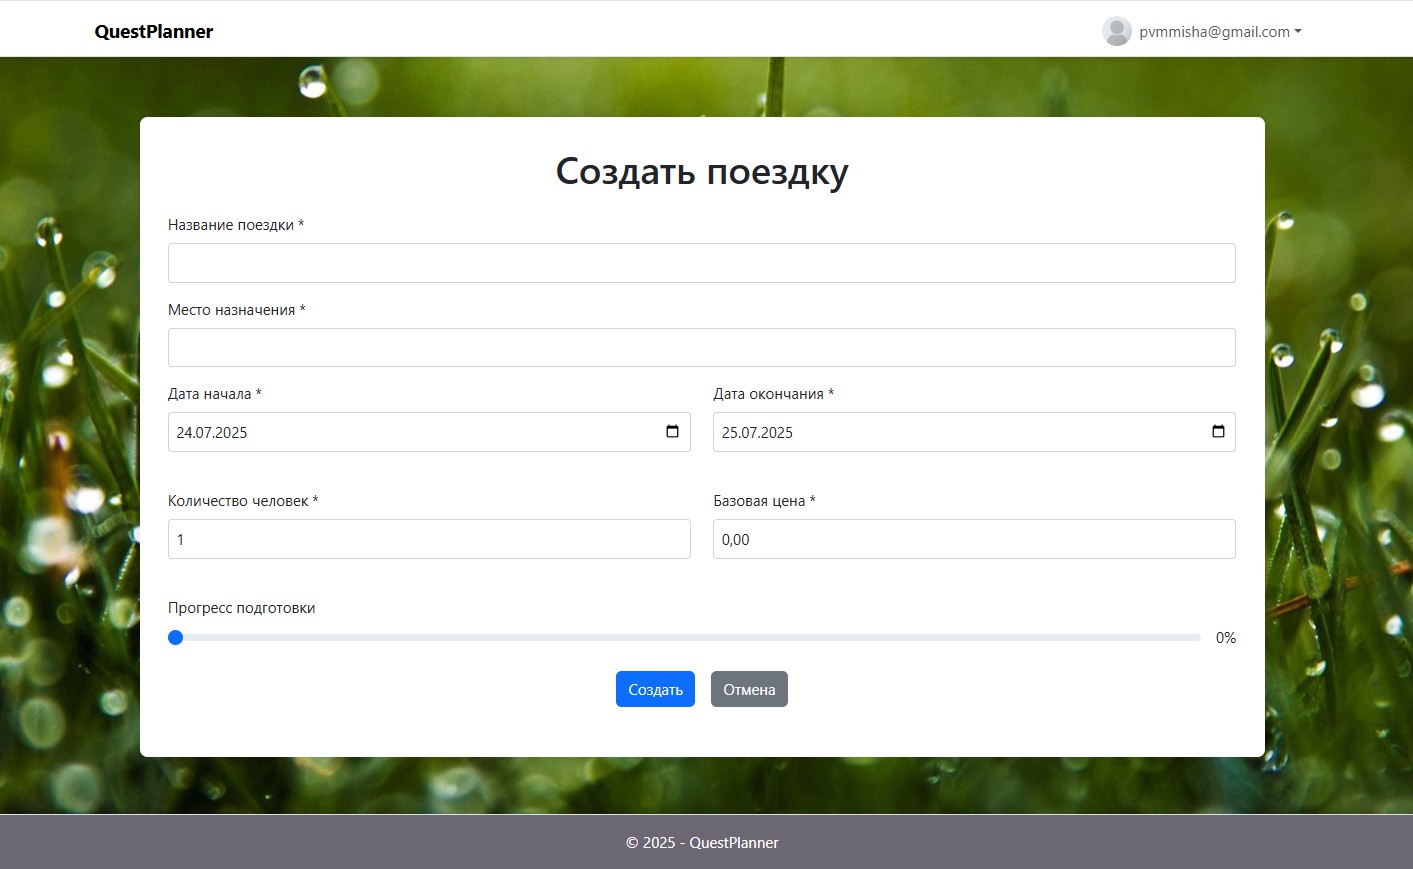 QuestPlanner
pvmmisha@gmail.com
Создать поездку
Название поездки *
Место назначения *
Дата начала *
Дата окончания *
24.07.2025
25.07.2025
Количество человек *
Базовая цена *
1
0,00
Прогресс подготовки
0%
Создать
Отмена
© 2025 - QuestPlanner